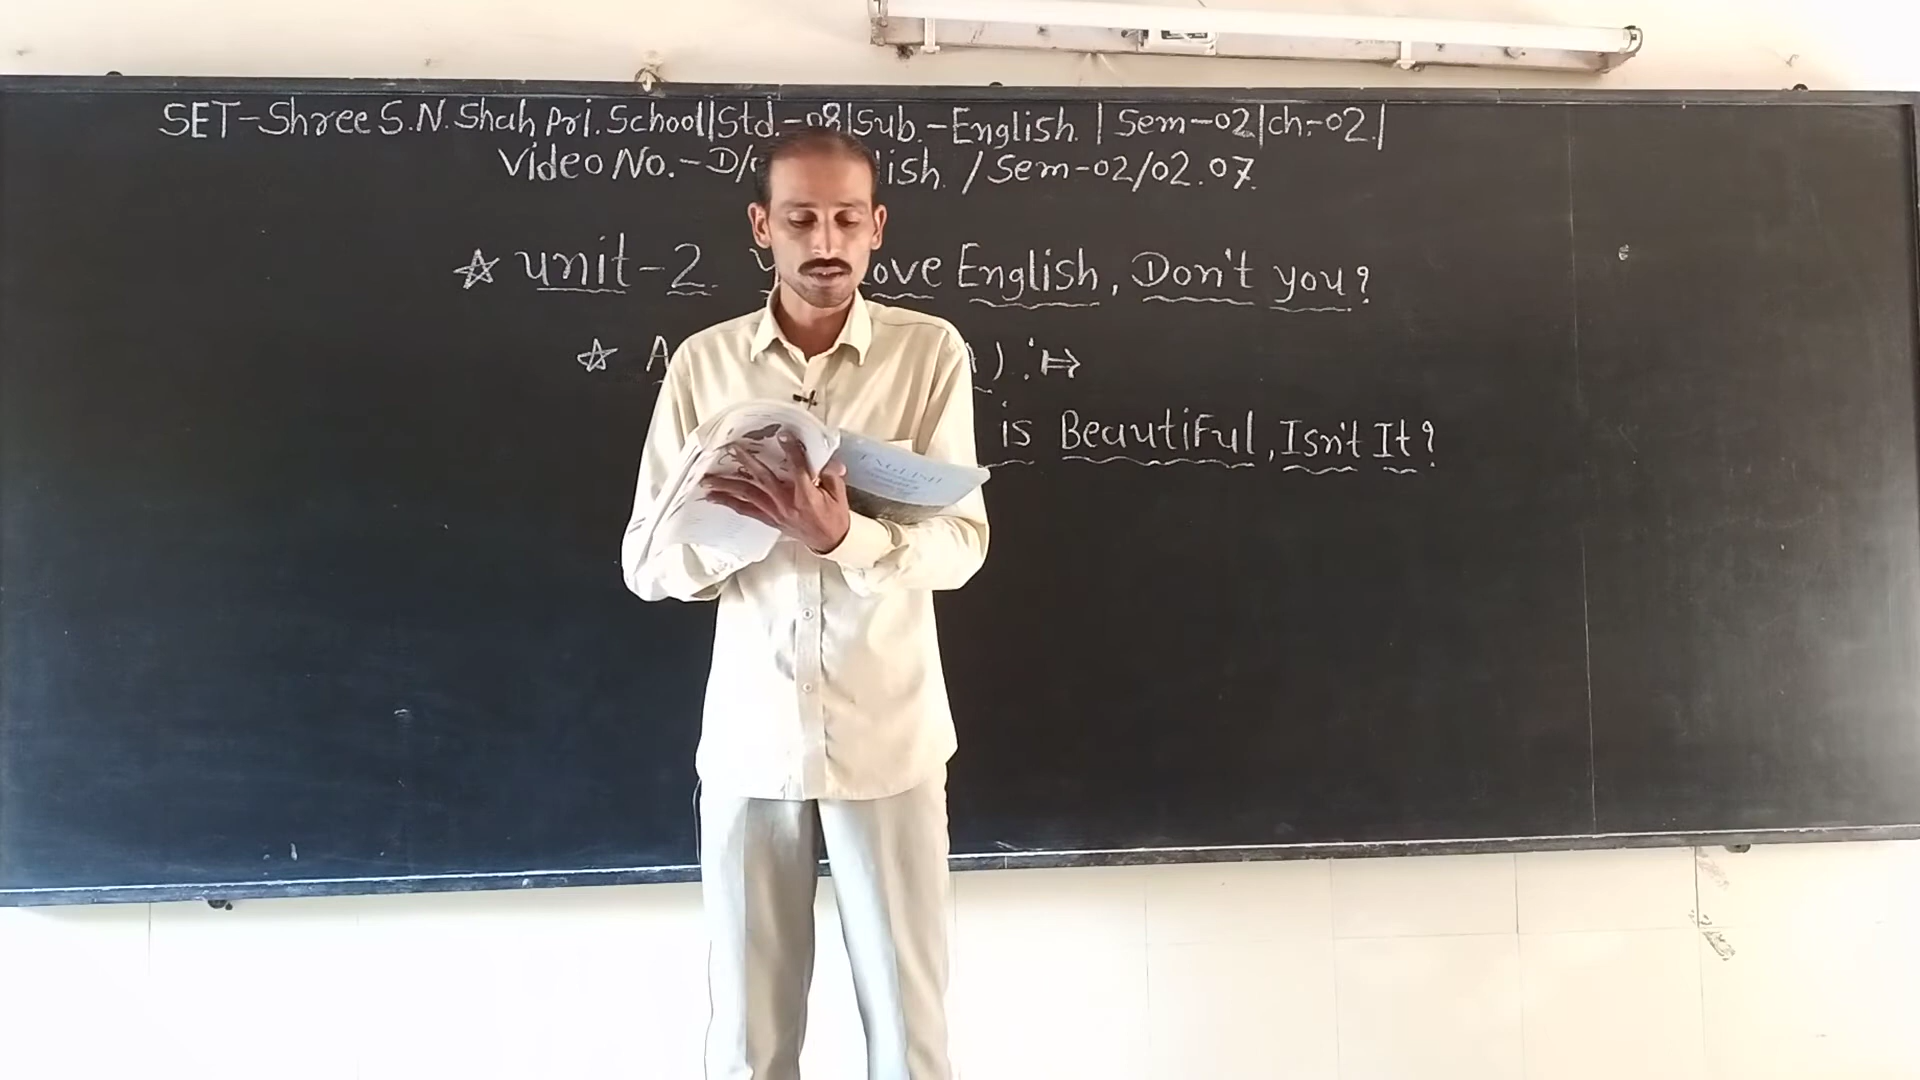 SET-Shree S.N. Shah pri. School|Std.-08|Sub.-English. | Sem-02|ch.-02.|
Video No.-D/ lish. / Sem-02/02.07.
unit-2. ove English, Don't you?
A ) :
is Beautiful, Isn't It?
ENGLISH